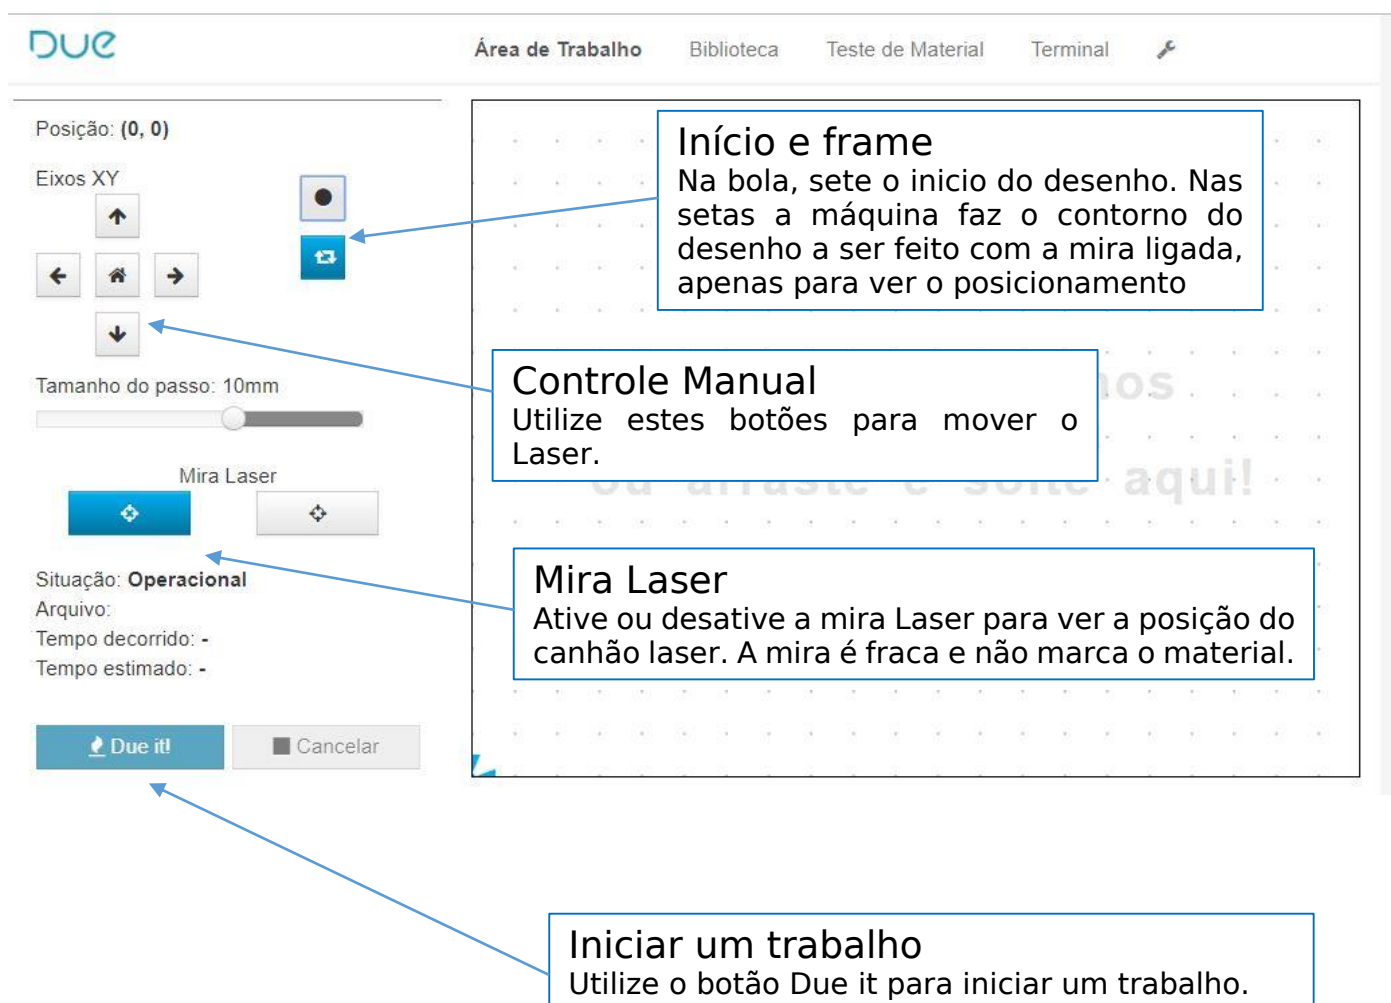 DUE
Área de Trabalho Biblioteca Teste de Material Terminal
Posição: (0, 0)
Eixos XY
Tamanho do passo: 10mm
Mira Laser
Situação: Operacional
Arquivo:
Tempo decorrido: -
Tempo estimado: -
Due it!
Cancelar
Início e frame
Na bola, sete o inicio do desenho. Nas
setas a máquina faz o contorno do
desenho a ser feito com a mira ligada,
apenas para ver o posicionamento
Controle Manual
Utilize estes botões para mover o
Laser.
ou arraste e solte aqui!
Mira Laser
Ative ou desative a mira Laser para ver a posição do
canhão laser. A mira é fraca e não marca o material.
Iniciar um trabalho
Utilize o botão Due it para iniciar um trabalho.